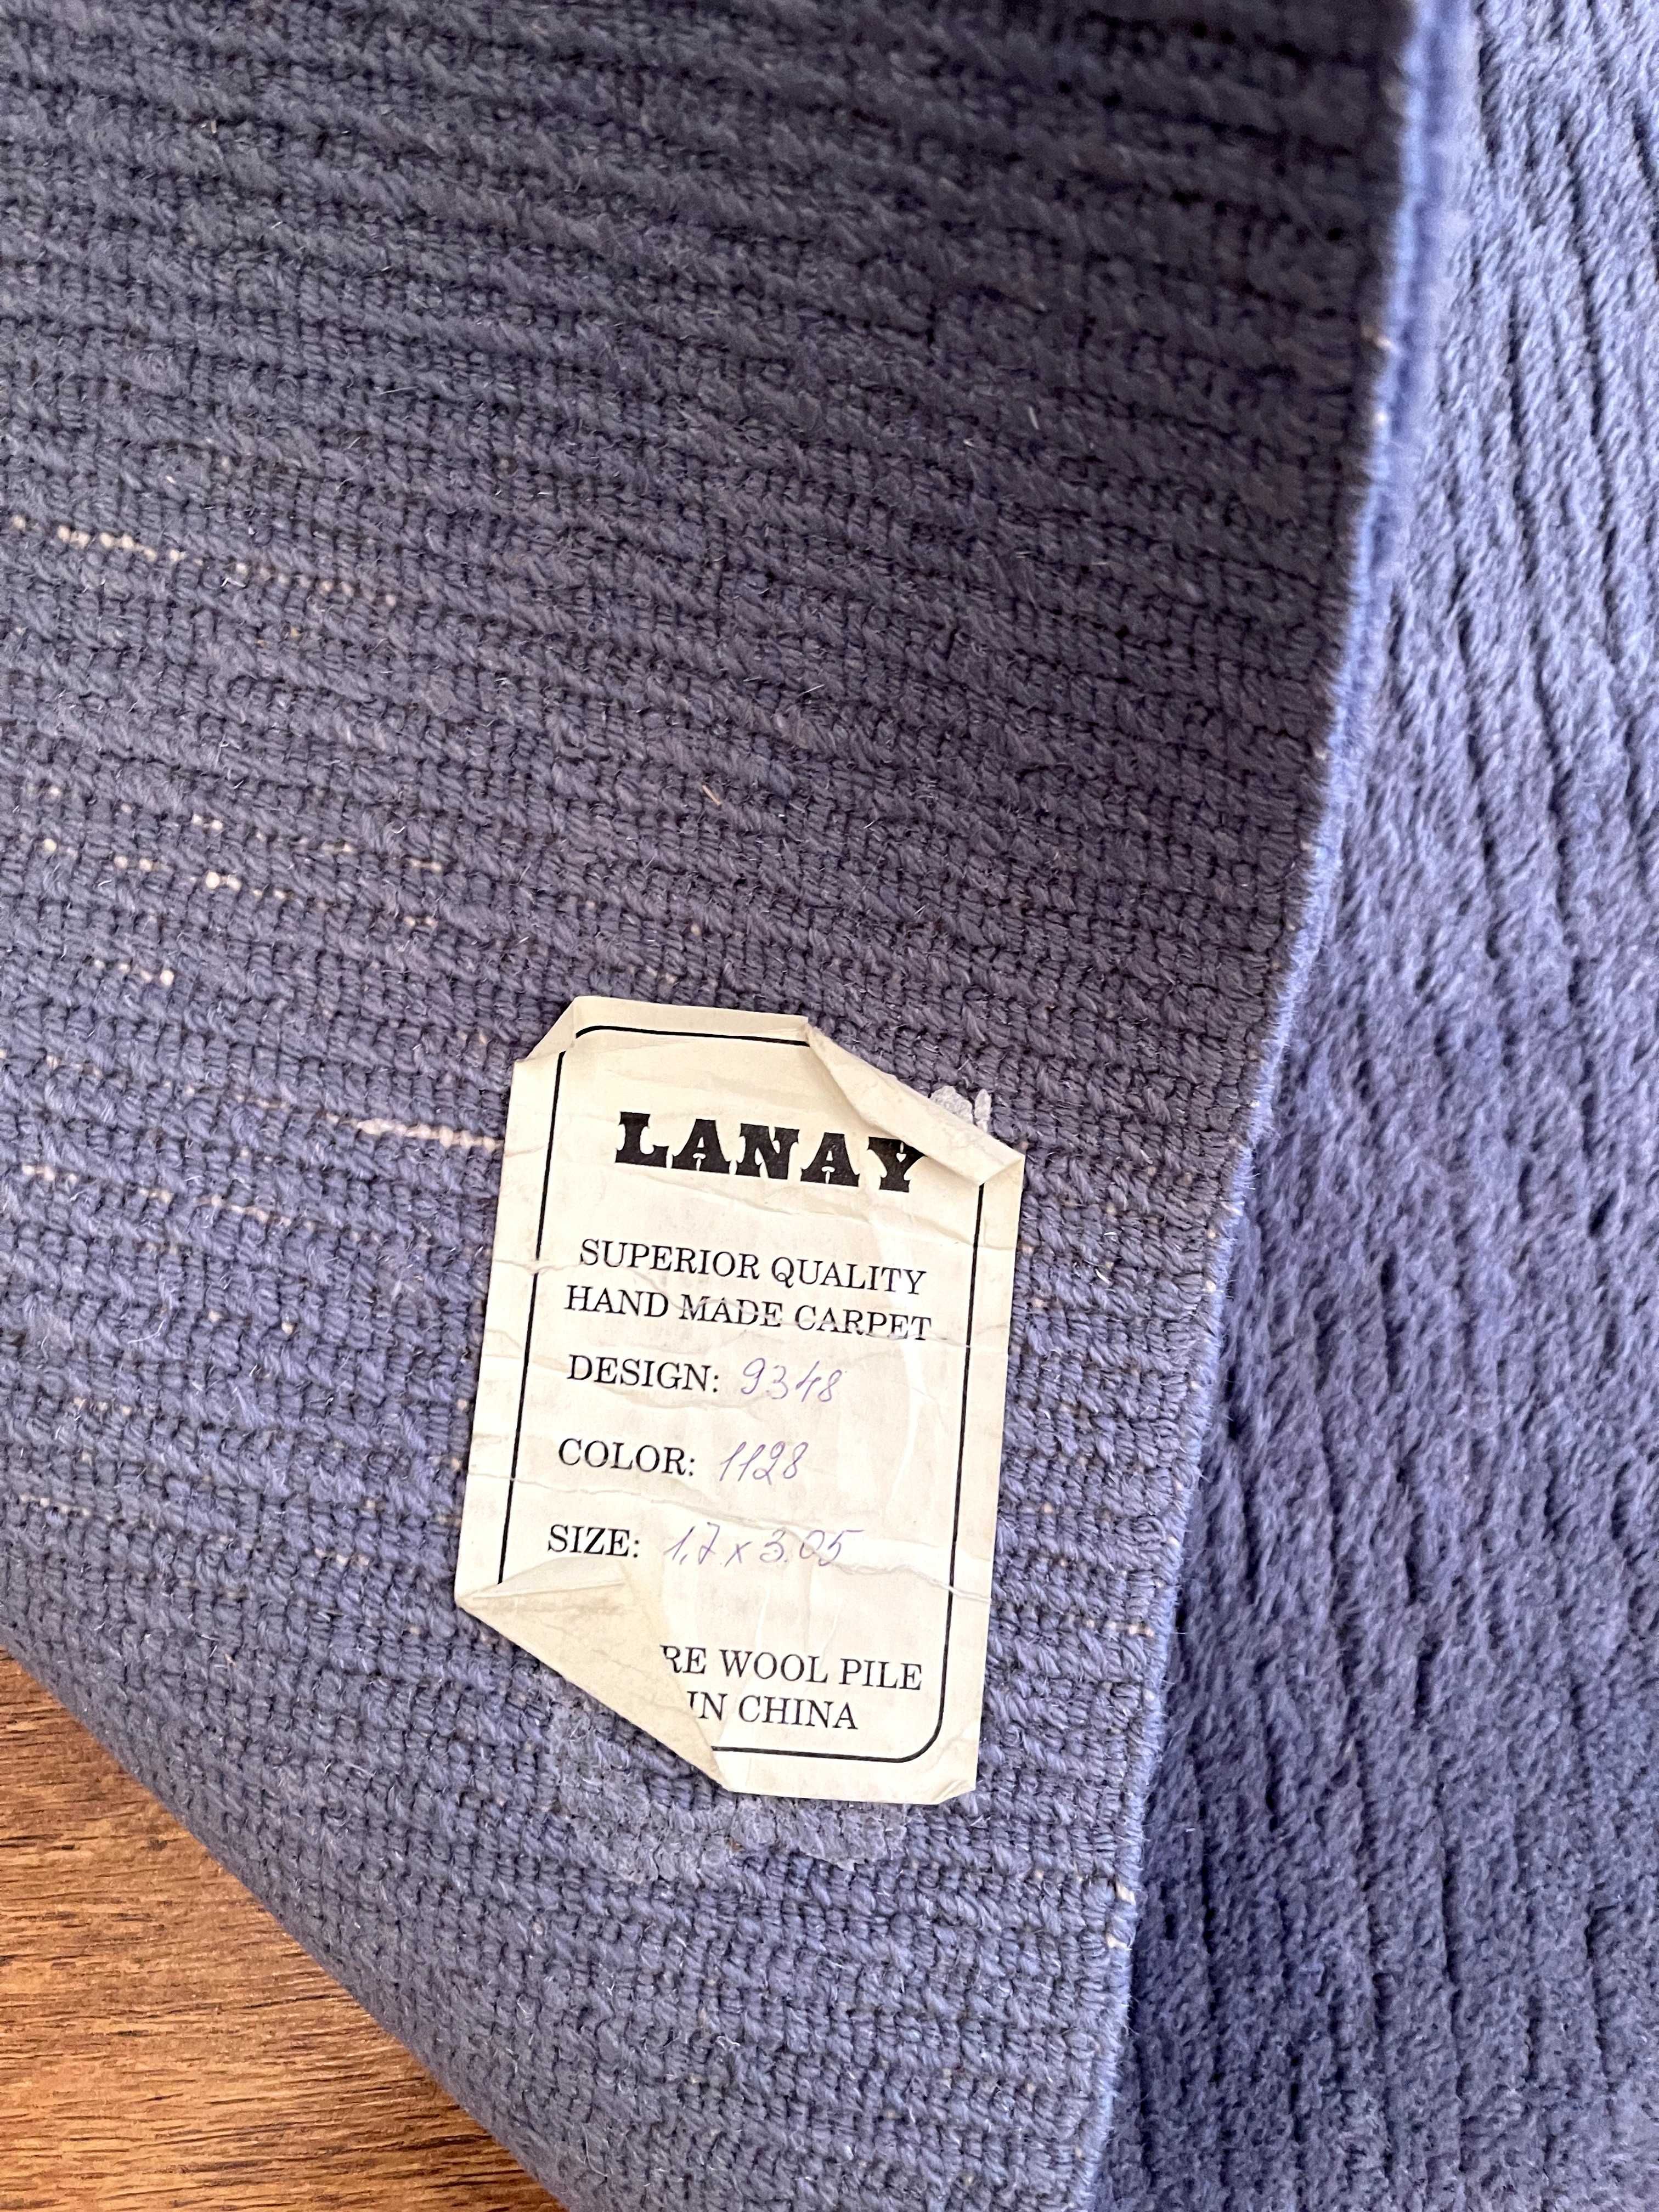 LANAY
SUPERIOR QUALITY
HAND MADE CARPET
DESIGN: 9348
COLOR: 1128
SIZE: 1,7 x 3.05
RE WOOL PILE
IN CHINA